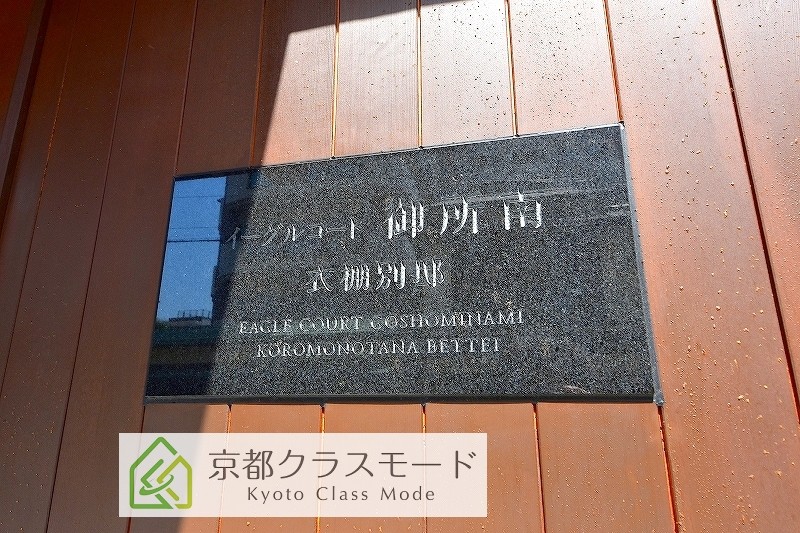 イーグルコート 御所南
衣棚別邸
EAGLE COURT GOSHOMINAMI
KOROMONOTANA BETTEI
京都クラスモード
Kyoto Class Mode